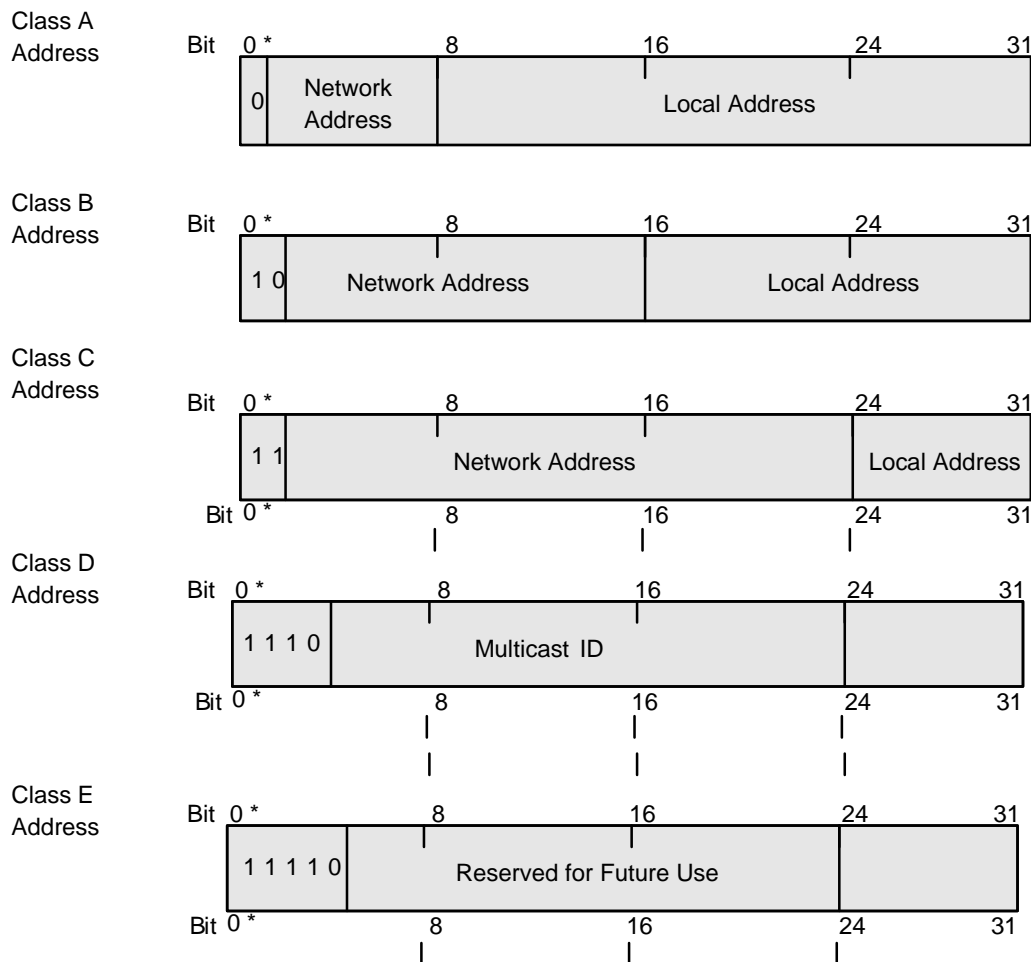 Class A
Address
Bit 0 * 8 16 24 31
0 Network
Address Local Address
Class B
Address
Bit 0 * 8 16 24 31
1 0 Network Address Local Address
Class C
Address
Bit 0 * 8 16 24 31
1 1 Network Address Local Address
Bit 0 * 8 16 24 31
Class D
Address
Bit 0 * 8 16 24 31
1 1 1 0 Multicast ID
Bit 0 * 8 16 24 31
Class E
Address
Bit 0 * 8 16 24 31
1 1 1 1 0 Reserved for Future Use
Bit 0 * 8 16 24 31